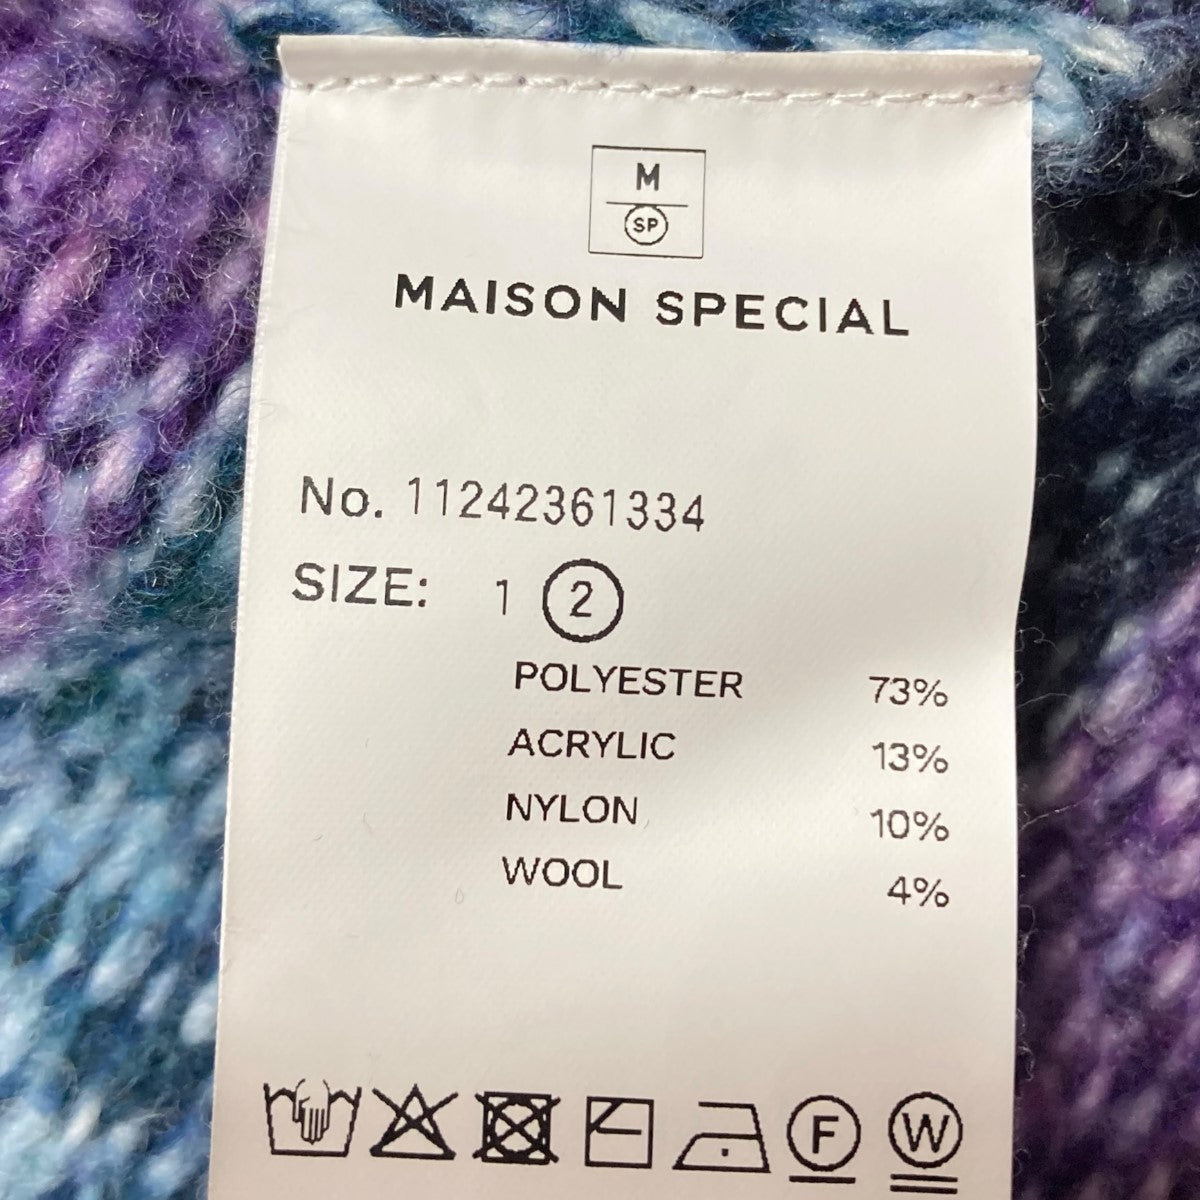 M
SP
MAISON SPECIAL
No. 11242361334
SIZE: 1 2
POLYESTER 73%
ACRYLIC 13%
NYLON 10%
WOOL 4%
F W